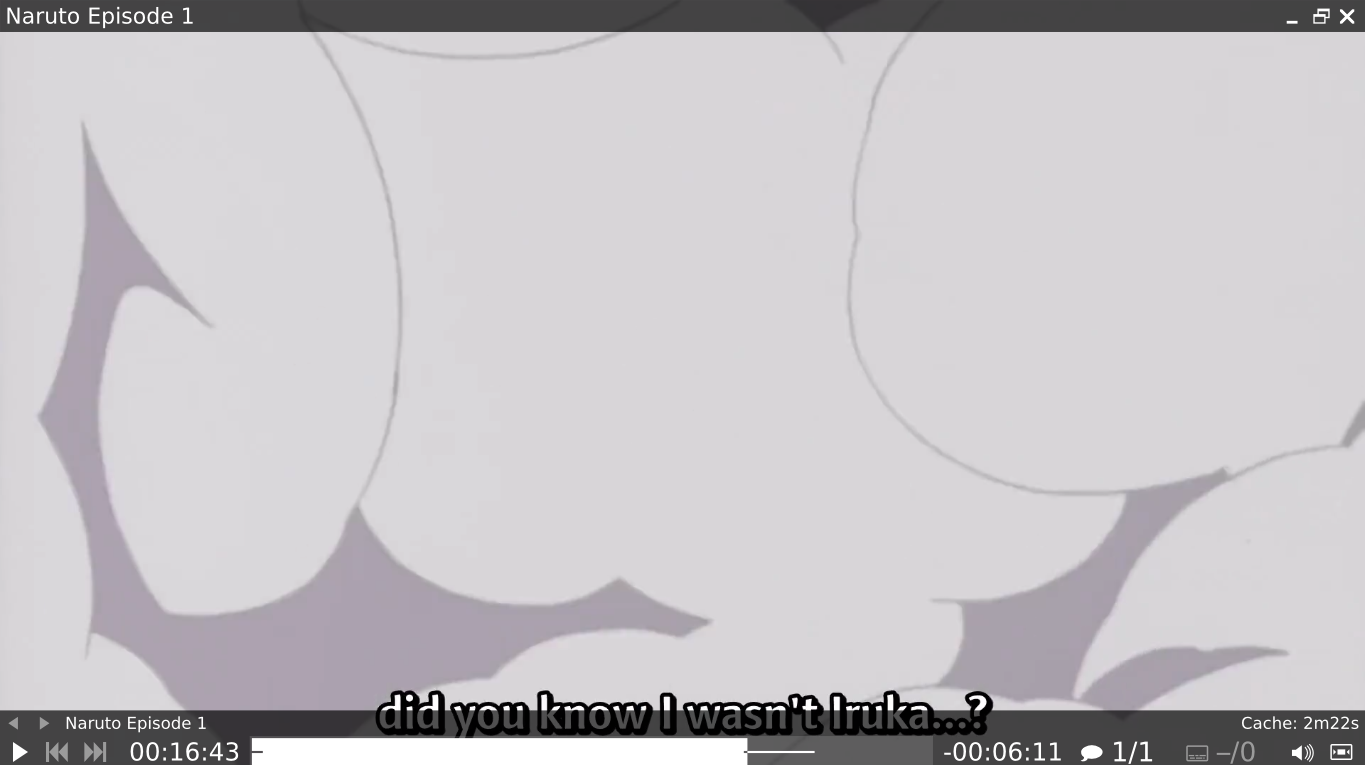 Naruto Episode 1
did you know I wasn't Iruka...?
Naruto Episode 1
Cache: 2m22s
00:16:43
-00:06:11
1/1
–/0